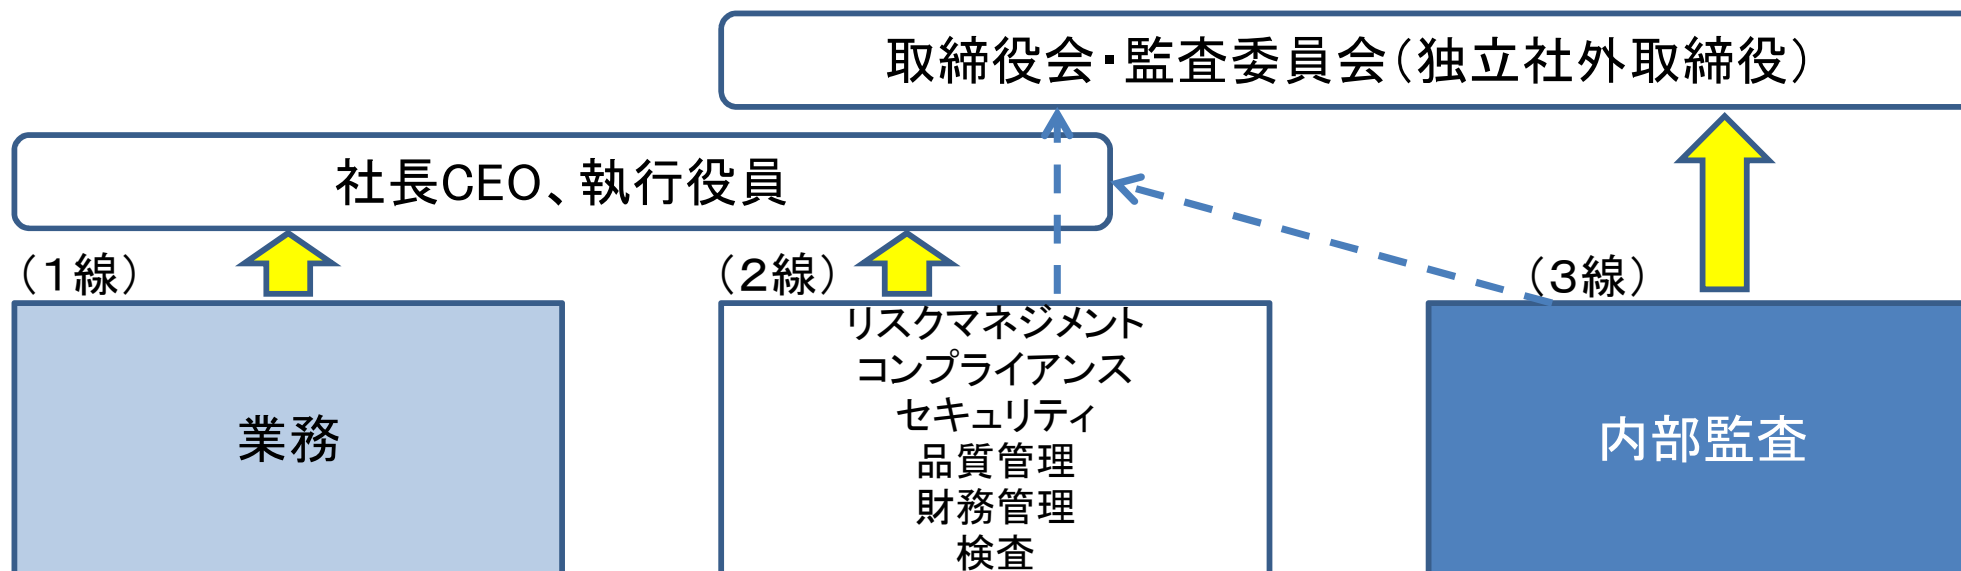 取締役会・監査委員会(独立社外取締役)
社長CEO、執行役員
(1線)
(2線)
(3線)
業務
リスクマネジメント
コンプライアンス
セキュリティ
品質管理
財務管理
検査
内部監査